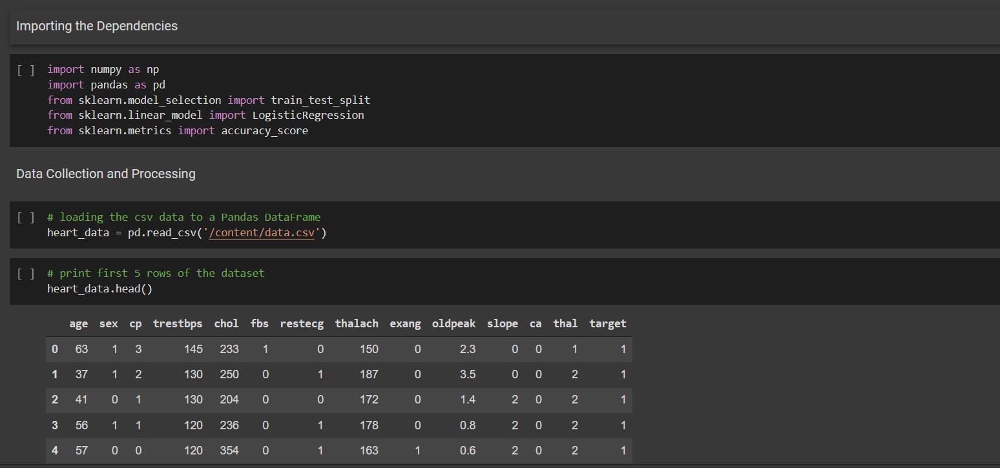 Importing the Dependencies
[ ] import numpy as np
import pandas as pd
from sklearn.model_selection import train_test_split
from sklearn.linear_model import LogisticRegression
from sklearn.metrics import accuracy_score
Data Collection and Processing
[ ] # loading the csv data to a Pandas DataFrame
heart_data = pd.read_csv('/content/data.csv')
[ ] # print first 5 rows of the dataset
heart_data.head()
age sex cp trestbps chol fbs restecg thalach exang oldpeak slope ca thal target
0 63 1 3 145 233 1 0 150 0 2.3 0 0 1 1
1 37 1 2 130 250 0 1 187 0 3.5 0 0 2 1
2 41 0 1 130 204 0 0 172 0 1.4 2 0 2 1
3 56 1 1 120 236 0 1 178 0 0.8 2 0 2 1
4 57 0 0 120 354 0 1 163 1 0.6 2 0 2 1